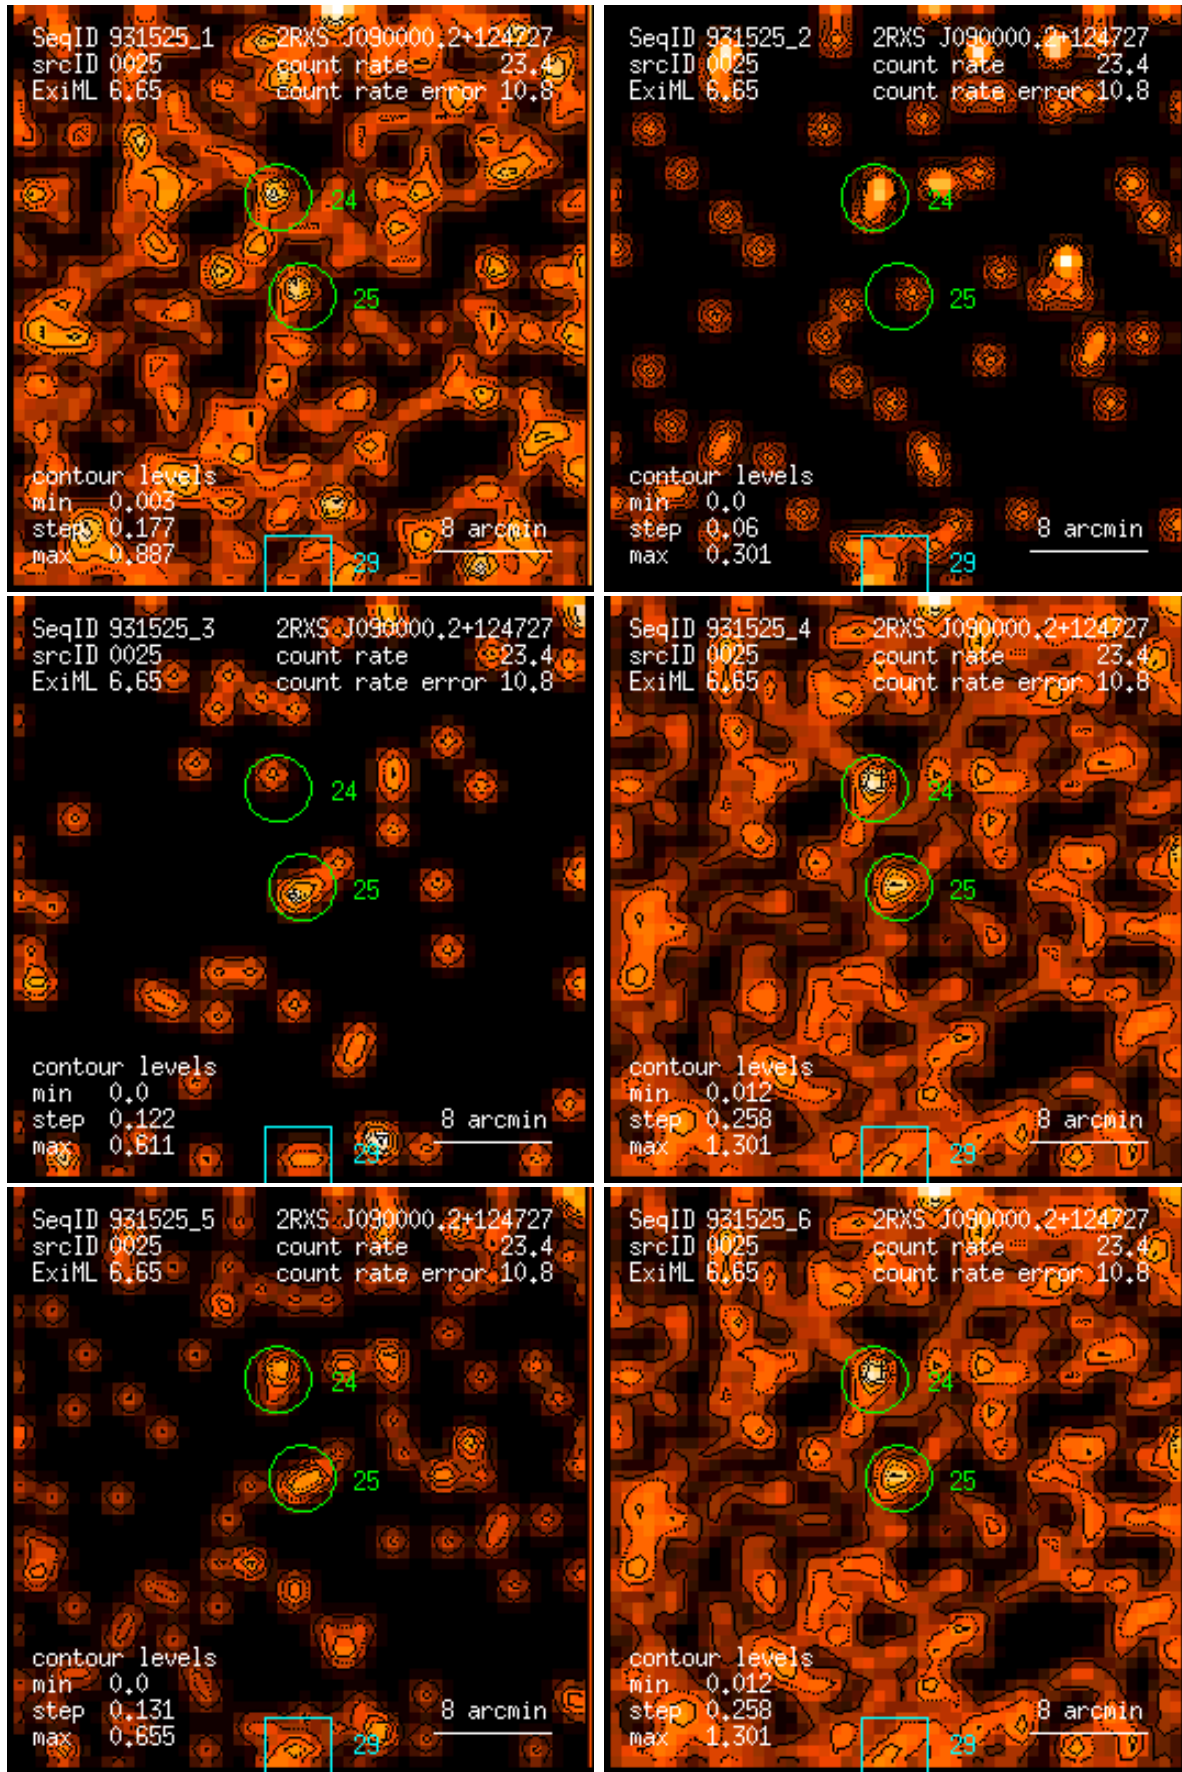 SeqID 931525_1 2RXS J090000.2+124727
srcID 0025 count rate 23.4
ExiML 6.65 count rate error 10.8
24
25
contour levels
min 0.003
step 0.177 8 arcmin
max 0.887 29
SeqID 931525_2 2RXS J090000.2+124727
srcID 0025 count rate 23.4
ExiML 6.65 count rate error 10.8
24
25
contour levels
min 0.0
step 0.06 8 arcmin
max 0.301 29
SeqID 931525_3 2RXS J090000.2+124727
srcID 0025 count rate 23.4
ExiML 6.65 count rate error 10.8
24
25
contour levels
min 0.0
step 0.122 8 arcmin
max 0.611 29
SeqID 931525_4 2RXS J090000.2+124727
srcID 0025 count rate 23.4
ExiML 6.65 count rate error 10.8
24
25
contour levels
min 0.012
step 0.258 8 arcmin
max 1.301 29
SeqID 931525_5 2RXS J090000.2+124727
srcID 0025 count rate 23.4
ExiML 6.65 count rate error 10.8
24
25
contour levels
min 0.0
step 0.131 8 arcmin
max 0.655 29
SeqID 931525_6 2RXS J090000.2+124727
srcID 0025 count rate 23.4
ExiML 6.65 count rate error 10.8
24
25
contour levels
min 0.012
step 0.258 8 arcmin
max 1.301 29